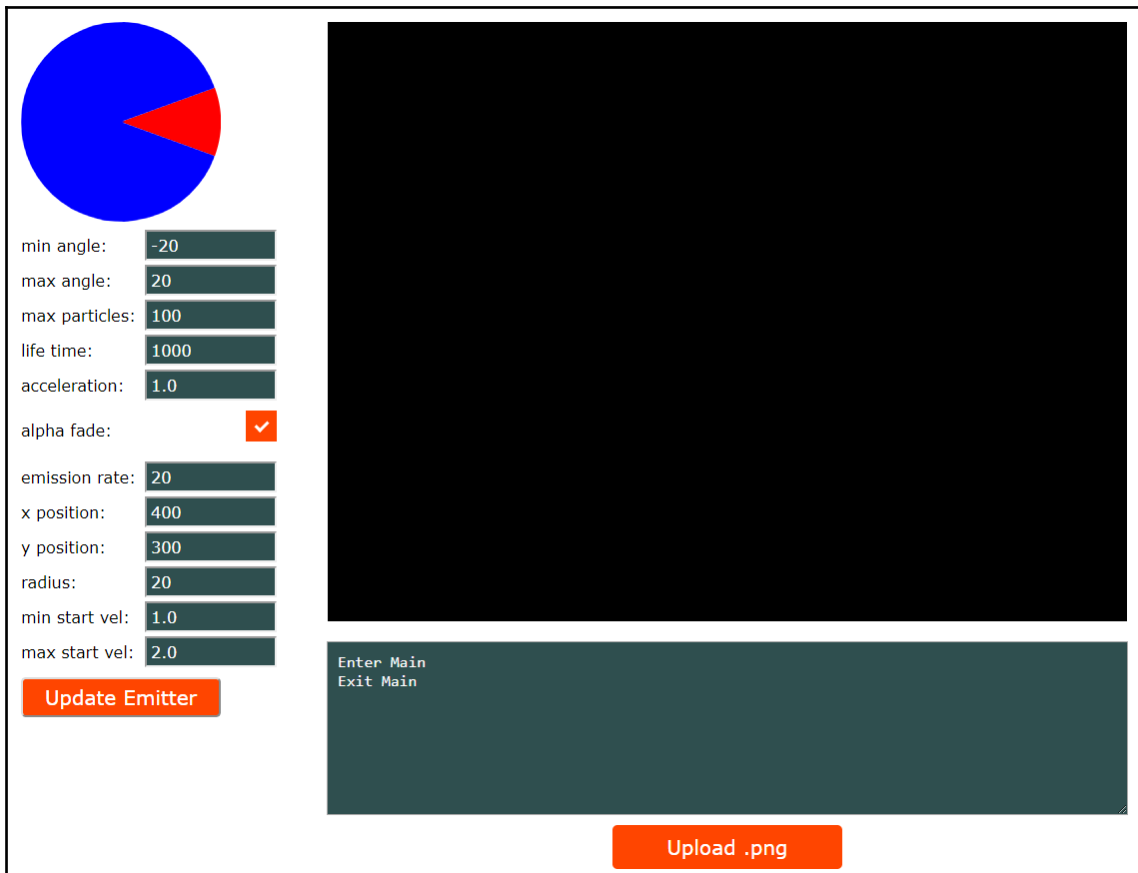 min angle: -20
max angle: 20
max particles: 100
life time: 1000
acceleration: 1.0
alpha fade:
emission rate: 20
x position: 400
y position: 300
radius: 20
min start vel: 1.0
max start vel: 2.0
Update Emitter
Enter Main
Exit Main
Upload .png